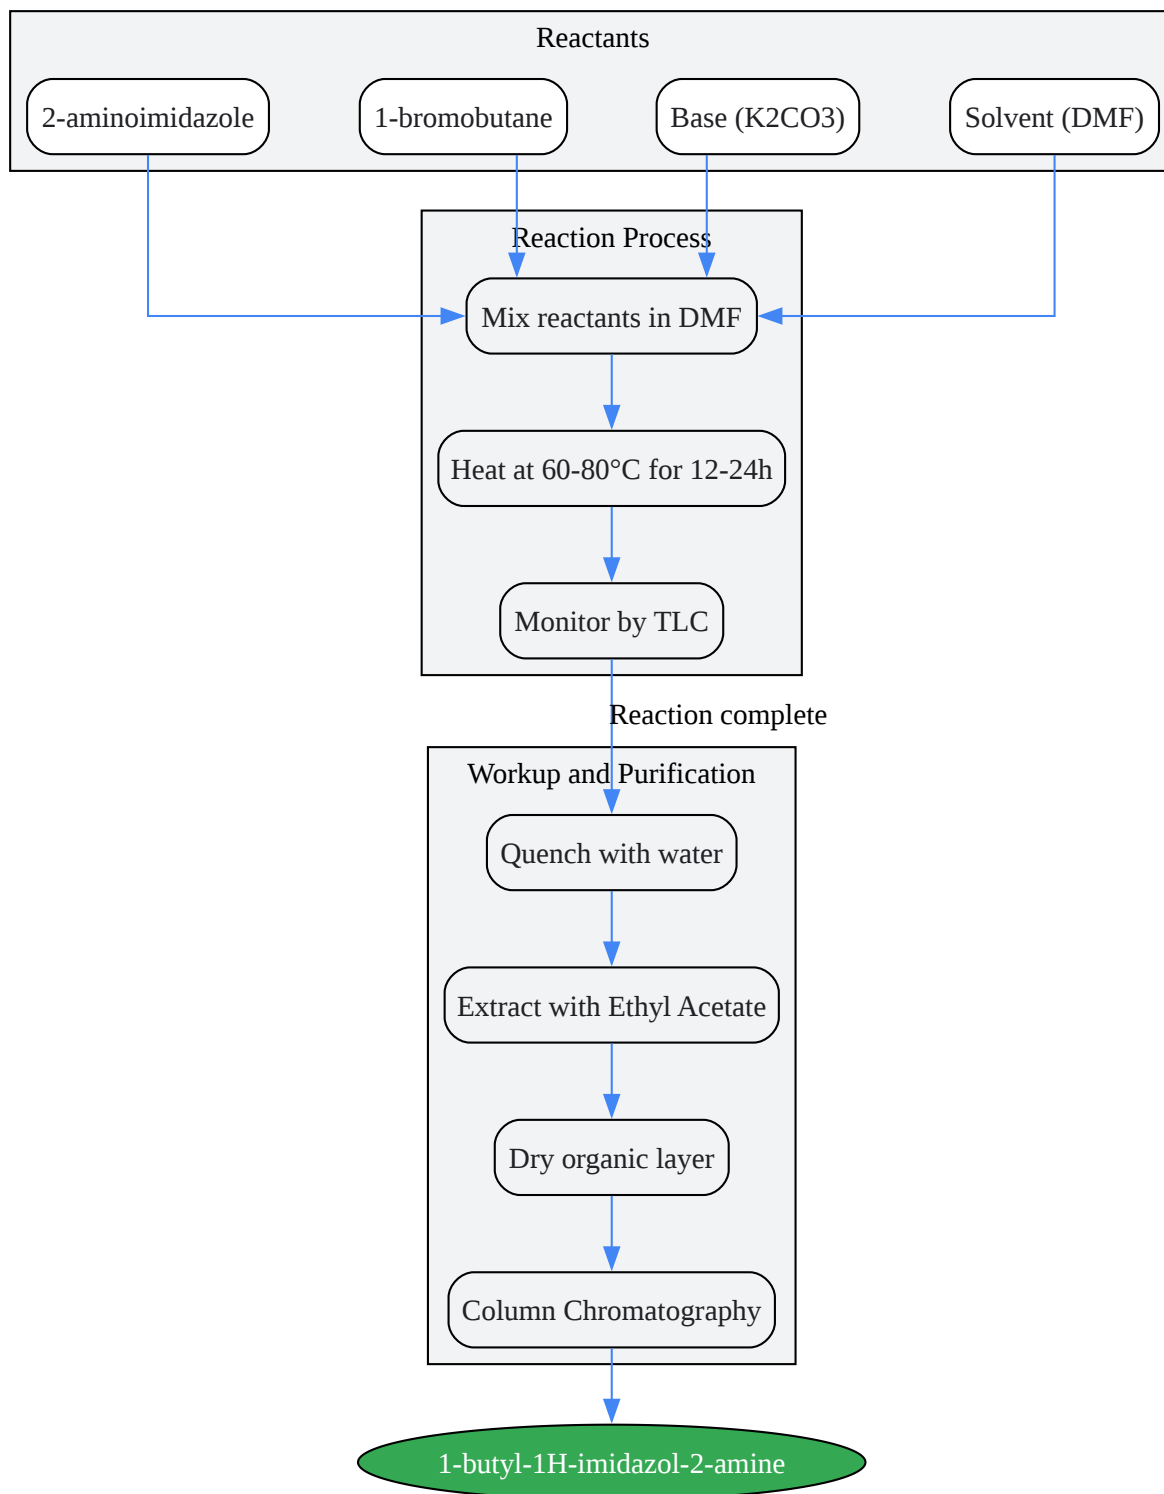 Reactants
2-aminoimidazole
1-bromobutane
Base (K2CO3)
Solvent (DMF)
Reaction Process
Mix reactants in DMF
Heat at 60-80°C for 12-24h
Monitor by TLC
Reaction complete
Workup and Purification
Quench with water
Extract with Ethyl Acetate
Dry organic layer
Column Chromatography
1-butyl-1H-imidazol-2-amine